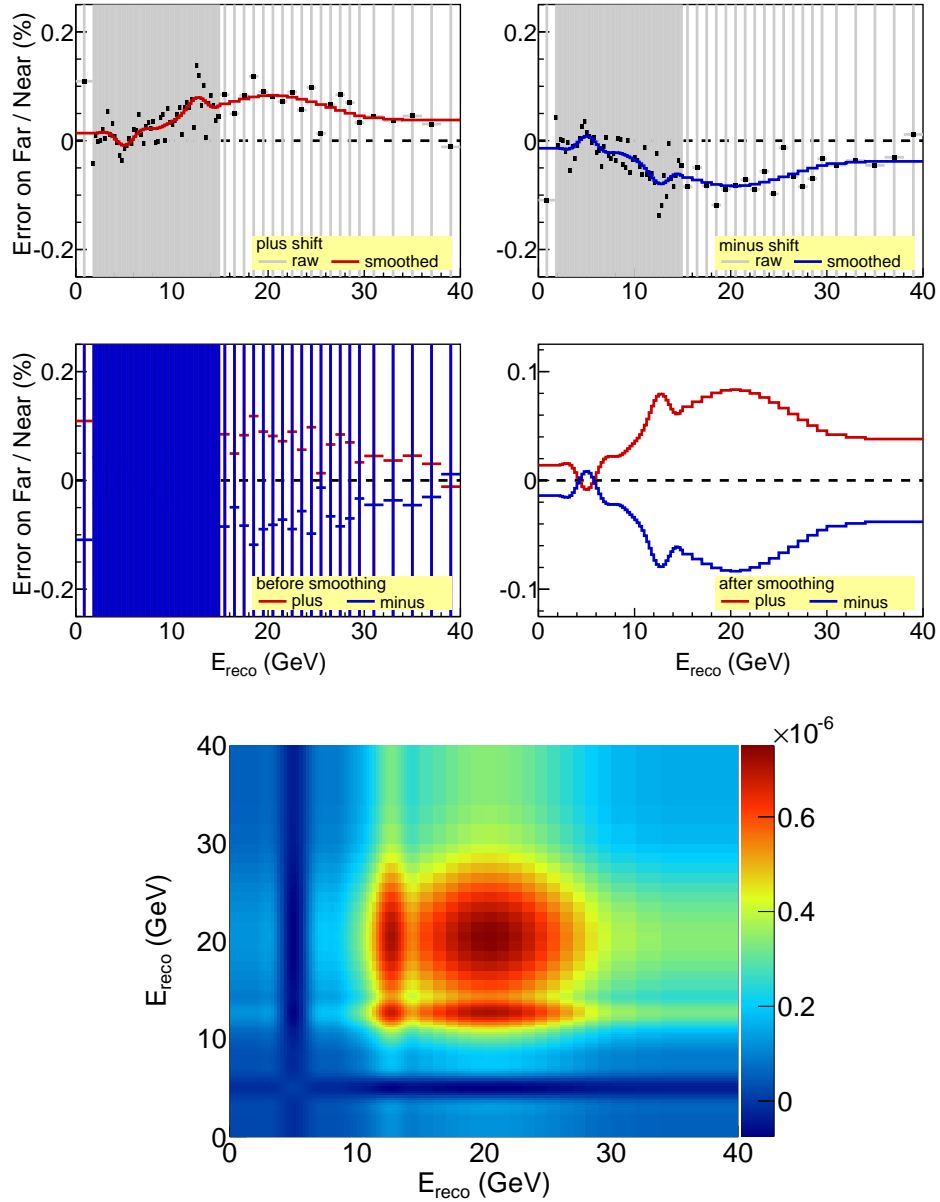 Error on Far / Near (%)
0.2
0
-0.2
plus shift
raw smoothed
0 10 20 30 40
0.2
0
-0.2
minus shift
raw smoothed
0 10 20 30 40
Error on Far / Near (%)
0.2
0
-0.2
before smoothing
plus minus
0 10 20 30 40
E_reco (GeV)
0.1
0
-0.1
after smoothing
plus minus
0 10 20 30 40
E_reco (GeV)
×10^-6
E_reco (GeV)
40
30
20
10
0
0 10 20 30 40
E_reco (GeV)
0.6
0.4
0.2
0